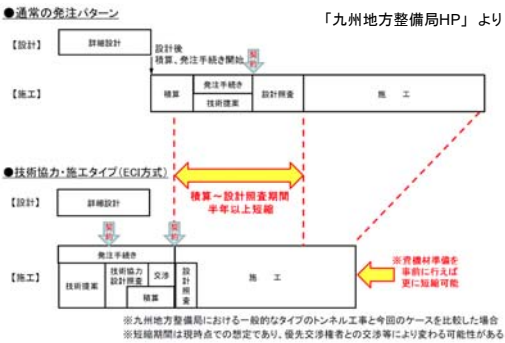 ●通常の発注パターン
「九州地方整備局HP」より
【設計】
詳細設計
設計後
積算、発注手続き開始
契約
【施工】
積算
発注手続き
技術提案
設計照査
施 工
●技術協力・施工タイプ(ECI方式)
積算～設計照査期間
半年以上短縮
【設計】
詳細設計
契約
契約
【施工】
発注手続き
技術提案
技術協力
設計照査
交渉
積算
設計照査
施 工
※資機材準備を
事前に行えば
更に短縮可能
※九州地方整備局における一般的なタイプのトンネル工事と今回のケースを比較した場合
※短縮期間は現時点での想定であり、優先交渉権者との交渉等により変わる可能性がある